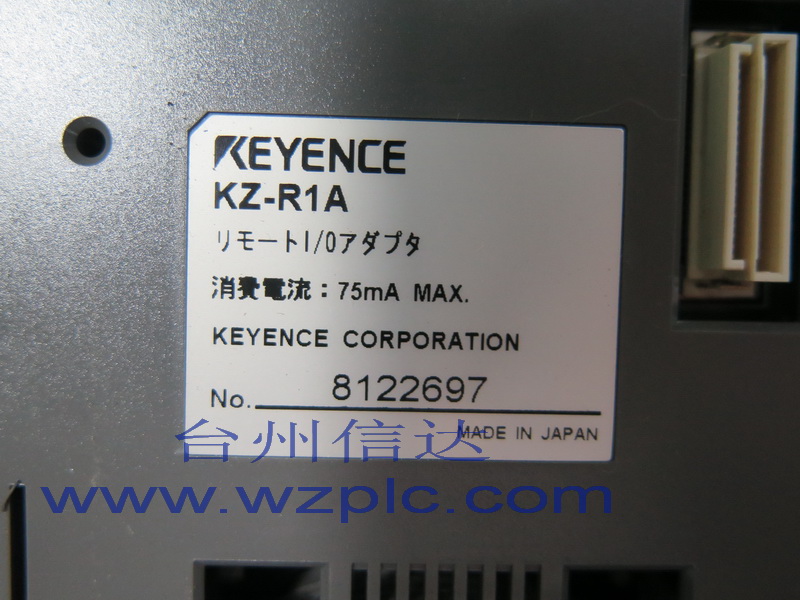 KEYENCE
KZ-R1A
リモートI/Oアダプタ
消費電流：75mA MAX.
KEYENCE CORPORATION
No. 8122697
MADE IN JAPAN
台州信达
www.wzplc.com